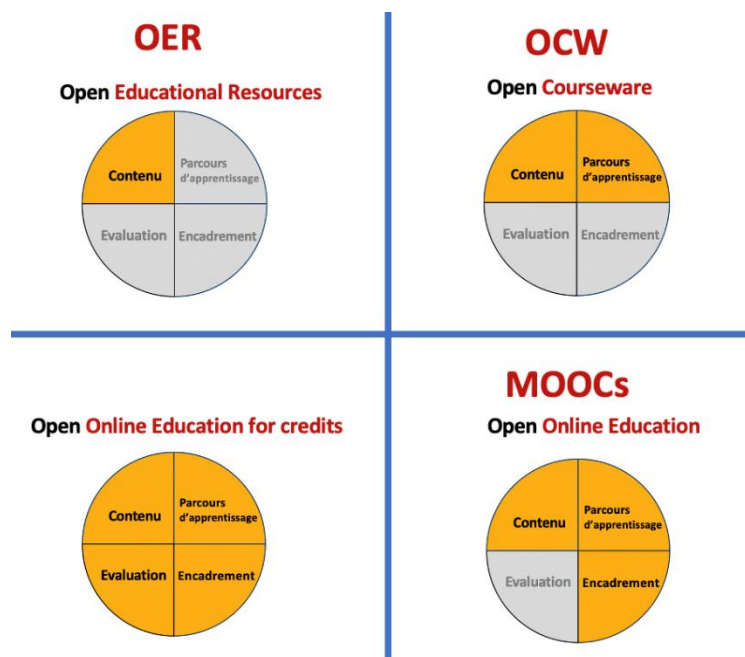 OER
Open Educational Resources
Contenu
Parcours
d'apprentissage
Evaluation
Encadrement
OCW
Open Courseware
Contenu
Parcours
d'apprentissage
Evaluation
Encadrement
Open Online Education for credits
Contenu
Parcours
d'apprentissage
Evaluation
Encadrement
MOOCs
Open Online Education
Contenu
Parcours
d'apprentissage
Evaluation
Encadrement